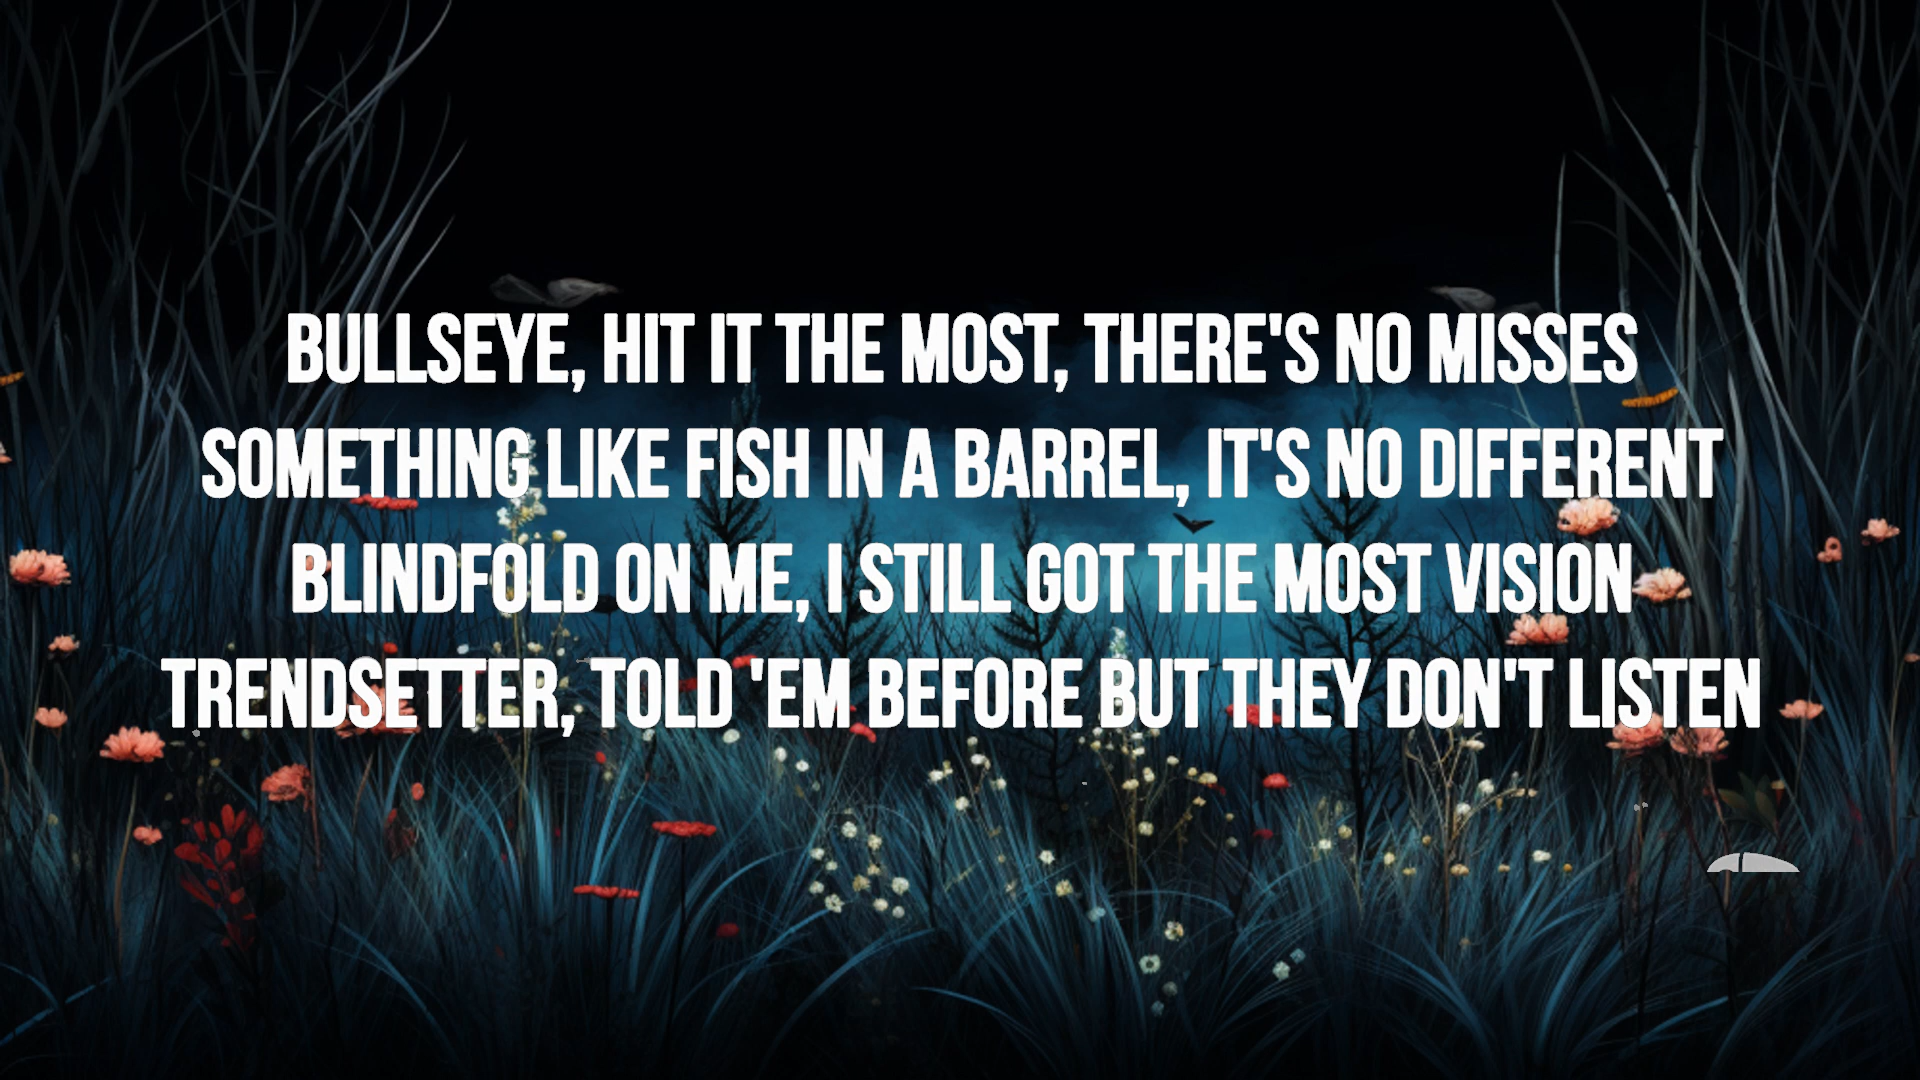 BULLSEYE, HIT IT THE MOST, THERE'S NO MISSES
SOMETHING LIKE FISH IN A BARREL, IT'S NO DIFFERENT
BLINDFOLD ON ME, I STILL GOT THE MOST VISION
TRENDSETTER, TOLD 'EM BEFORE BUT THEY DON'T LISTEN